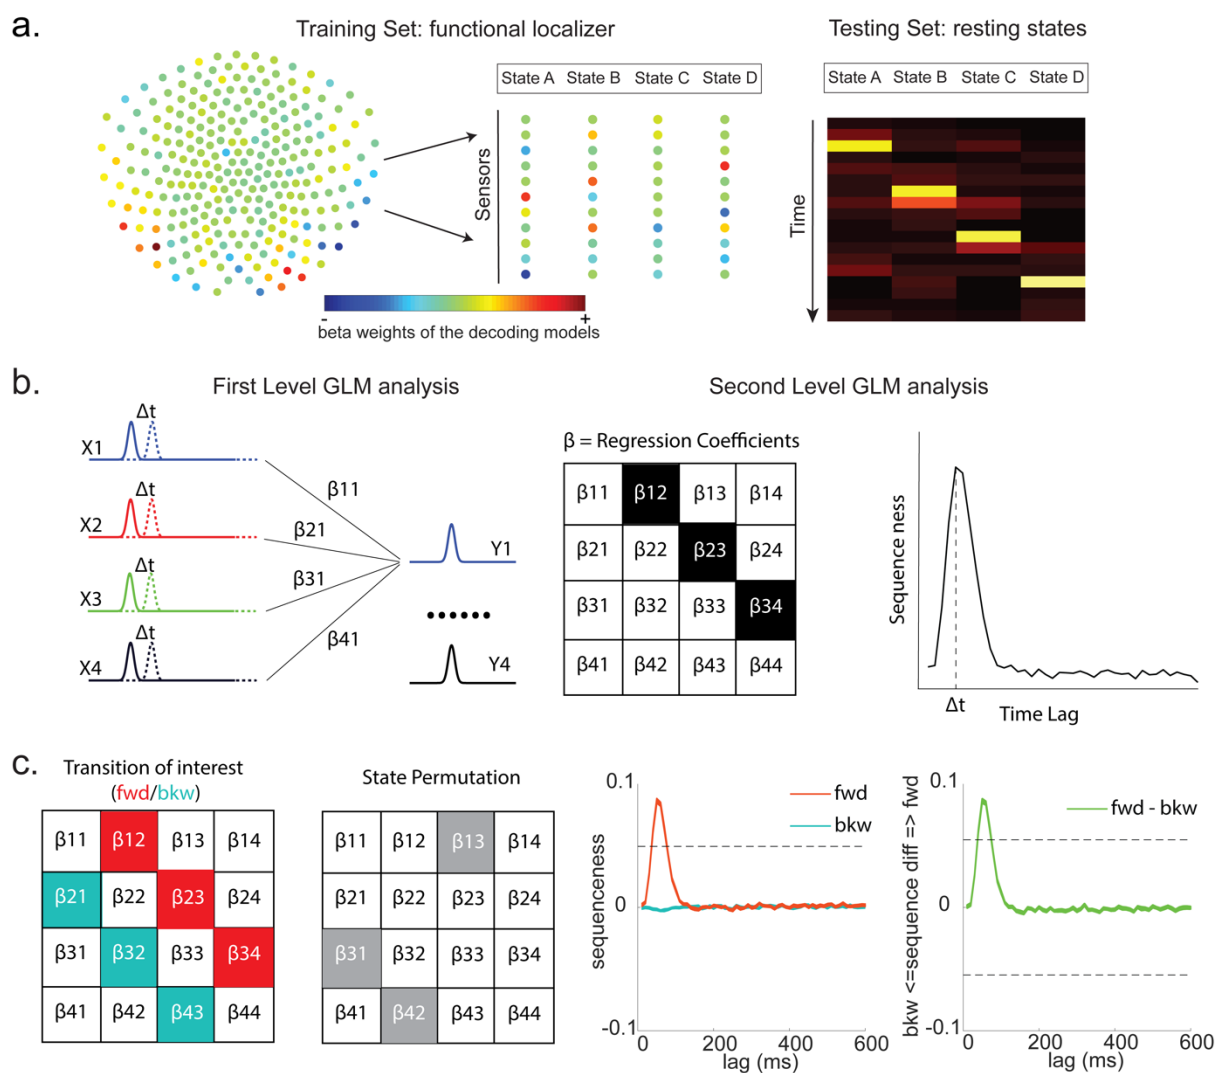 a.
Training Set: functional localizer
Testing Set: resting states
State A State B State C State D
State A State B State C State D
Sensors
Time
- +
beta weights of the decoding models
b.
First Level GLM analysis
Second Level GLM analysis
Δt
X1
Δt
X2
Δt
X3
Δt
X4
β11
β21
β31
β41
Y1
......
Y4
β = Regression Coefficients
β11 β12 β13 β14
β21 β22 β23 β24
β31 β32 β33 β34
β41 β42 β43 β44
Sequence ness
Δt
Time Lag
c.
Transition of interest
(fwd/bkw)
β11 β12 β13 β14
β21 β22 β23 β24
β31 β32 β33 β34
β41 β42 β43 β44
State Permutation
β11 β12 β13 β14
β21 β22 β23 β24
β31 β32 β33 β34
β41 β42 β43 β44
sequenceness
0.1
0
-0.1
fwd
bkw
0 200 400 600
lag (ms)
bkw <=sequence diff => fwd
0.1
0
-0.1
fwd - bkw
0 200 400 600
lag (ms)